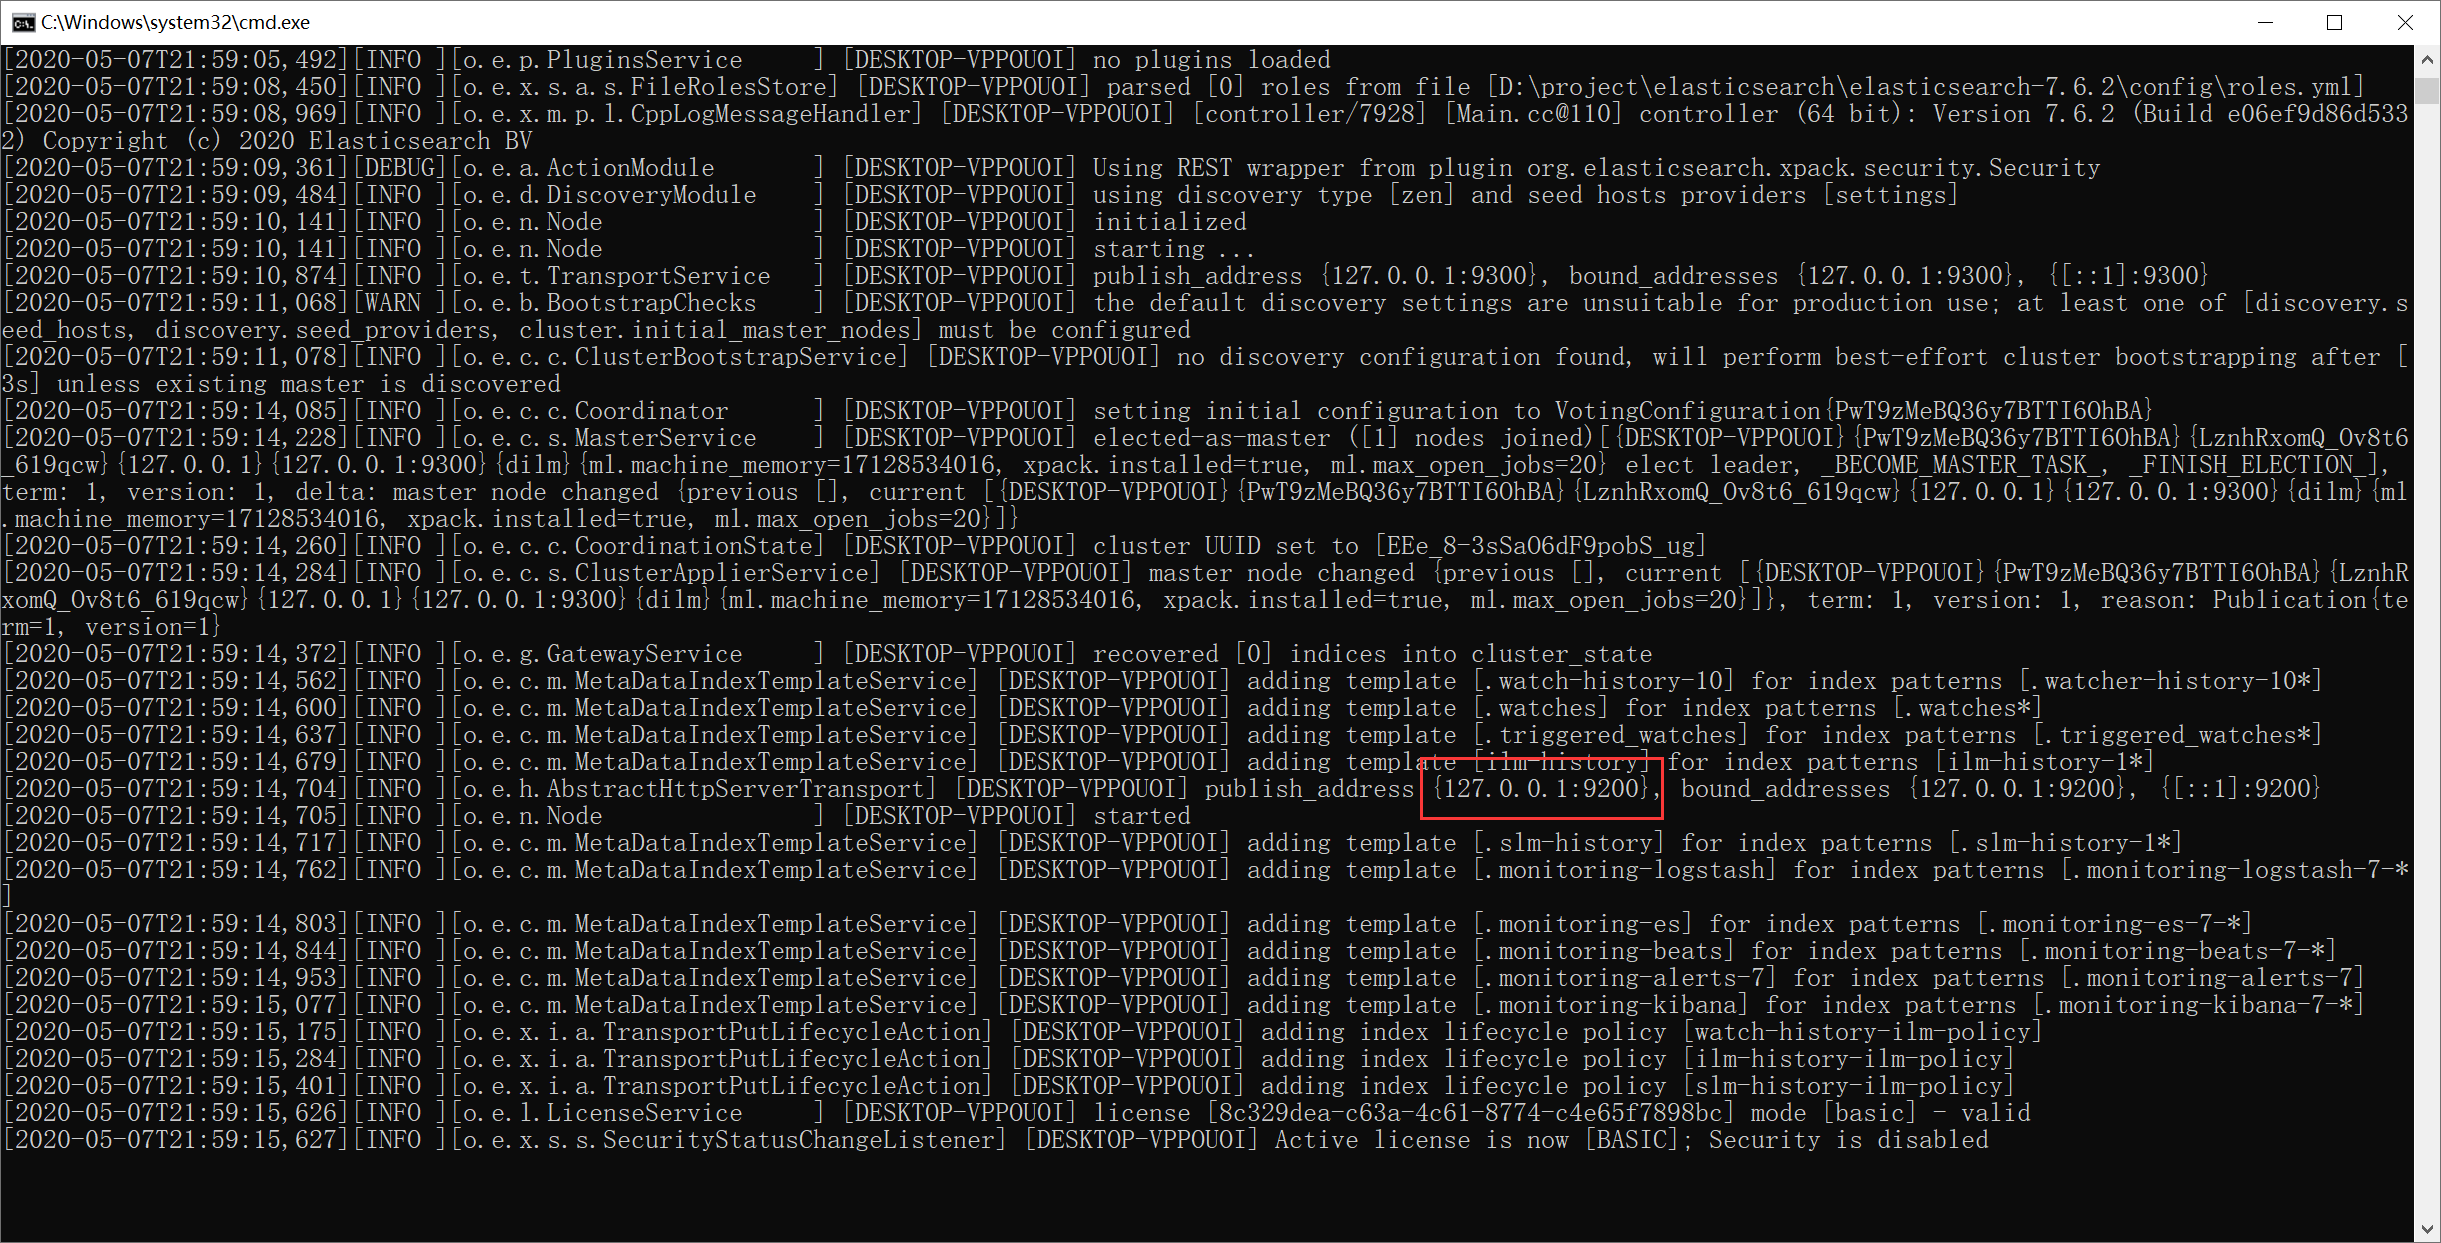 C:\Windows\system32\cmd.exe
[2020-05-07T21:59:05,492][INFO ][o.e.p.PluginsService     ] [DESKTOP-VPPOUOI] no plugins loaded
[2020-05-07T21:59:08,450][INFO ][o.e.x.s.a.s.FileRolesStore] [DESKTOP-VPPOUOI] parsed [0] roles from file [D:\project\elasticsearch\elasticsearch-7.6.2\config\roles.yml]
[2020-05-07T21:59:08,969][INFO ][o.e.x.m.p.l.CppLogMessageHandler] [DESKTOP-VPPOUOI] [controller/7928] [Main.cc@110] controller (64 bit): Version 7.6.2 (Build e06ef9d86d533
2) Copyright (c) 2020 Elasticsearch BV
[2020-05-07T21:59:09,361][DEBUG][o.e.a.ActionModule       ] [DESKTOP-VPPOUOI] Using REST wrapper from plugin org.elasticsearch.xpack.security.Security
[2020-05-07T21:59:09,484][INFO ][o.e.d.DiscoveryModule    ] [DESKTOP-VPPOUOI] using discovery type [zen] and seed hosts providers [settings]
[2020-05-07T21:59:10,141][INFO ][o.e.n.Node               ] [DESKTOP-VPPOUOI] initialized
[2020-05-07T21:59:10,141][INFO ][o.e.n.Node               ] [DESKTOP-VPPOUOI] starting ...
[2020-05-07T21:59:10,874][INFO ][o.e.t.TransportService   ] [DESKTOP-VPPOUOI] publish_address {127.0.0.1:9300}, bound_addresses {127.0.0.1:9300}, {[::1]:9300}
[2020-05-07T21:59:11,068][WARN ][o.e.b.BootstrapChecks    ] [DESKTOP-VPPOUOI] the default discovery settings are unsuitable for production use; at least one of [discovery.s
eed_hosts, discovery.seed_providers, cluster.initial_master_nodes] must be configured
[2020-05-07T21:59:11,078][INFO ][o.e.c.c.ClusterBootstrapService] [DESKTOP-VPPOUOI] no discovery configuration found, will perform best-effort cluster bootstrapping after [
3s] unless existing master is discovered
[2020-05-07T21:59:14,085][INFO ][o.e.c.c.Coordinator      ] [DESKTOP-VPPOUOI] setting initial configuration to VotingConfiguration{PwT9zMeBQ36y7BTTI6OhBA}
[2020-05-07T21:59:14,228][INFO ][o.e.c.s.MasterService    ] [DESKTOP-VPPOUOI] elected-as-master ([1] nodes joined)[{DESKTOP-VPPOUOI}{PwT9zMeBQ36y7BTTI6OhBA}{LznhRxomQ_Ov8t6
_619qcw}{127.0.0.1}{127.0.0.1:9300}{dilm}{ml.machine_memory=17128534016, xpack.installed=true, ml.max_open_jobs=20} elect leader, _BECOME_MASTER_TASK_, _FINISH_ELECTION_],
term: 1, version: 1, delta: master node changed {previous [], current [{DESKTOP-VPPOUOI}{PwT9zMeBQ36y7BTTI6OhBA}{LznhRxomQ_Ov8t6_619qcw}{127.0.0.1}{127.0.0.1:9300}{dilm}{ml
.machine_memory=17128534016, xpack.installed=true, ml.max_open_jobs=20}]}
[2020-05-07T21:59:14,260][INFO ][o.e.c.c.CoordinationState] [DESKTOP-VPPOUOI] cluster UUID set to [EEe_8-3sSaO6dF9pobS_ug]
[2020-05-07T21:59:14,284][INFO ][o.e.c.s.ClusterApplierService] [DESKTOP-VPPOUOI] master node changed {previous [], current [{DESKTOP-VPPOUOI}{PwT9zMeBQ36y7BTTI6OhBA}{LznhR
xomQ_Ov8t6_619qcw}{127.0.0.1}{127.0.0.1:9300}{dilm}{ml.machine_memory=17128534016, xpack.installed=true, ml.max_open_jobs=20}]}, term: 1, version: 1, reason: Publication{te
rm=1, version=1}
[2020-05-07T21:59:14,372][INFO ][o.e.g.GatewayService     ] [DESKTOP-VPPOUOI] recovered [0] indices into cluster_state
[2020-05-07T21:59:14,562][INFO ][o.e.c.m.MetaDataIndexTemplateService] [DESKTOP-VPPOUOI] adding template [.watch-history-10] for index patterns [.watcher-history-10*]
[2020-05-07T21:59:14,600][INFO ][o.e.c.m.MetaDataIndexTemplateService] [DESKTOP-VPPOUOI] adding template [.watches] for index patterns [.watches*]
[2020-05-07T21:59:14,637][INFO ][o.e.c.m.MetaDataIndexTemplateService] [DESKTOP-VPPOUOI] adding template [.triggered_watches] for index patterns [.triggered_watches*]
[2020-05-07T21:59:14,679][INFO ][o.e.c.m.MetaDataIndexTemplateService] [DESKTOP-VPPOUOI] adding template [ilm-history] for index patterns [ilm-history-1*]
[2020-05-07T21:59:14,704][INFO ][o.e.h.AbstractHttpServerTransport] [DESKTOP-VPPOUOI] publish_address {127.0.0.1:9200}, bound_addresses {127.0.0.1:9200}, {[::1]:9200}
[2020-05-07T21:59:14,705][INFO ][o.e.n.Node               ] [DESKTOP-VPPOUOI] started
[2020-05-07T21:59:14,717][INFO ][o.e.c.m.MetaDataIndexTemplateService] [DESKTOP-VPPOUOI] adding template [.slm-history] for index patterns [.slm-history-1*]
[2020-05-07T21:59:14,762][INFO ][o.e.c.m.MetaDataIndexTemplateService] [DESKTOP-VPPOUOI] adding template [.monitoring-logstash] for index patterns [.monitoring-logstash-7-*
]
[2020-05-07T21:59:14,803][INFO ][o.e.c.m.MetaDataIndexTemplateService] [DESKTOP-VPPOUOI] adding template [.monitoring-es] for index patterns [.monitoring-es-7-*]
[2020-05-07T21:59:14,844][INFO ][o.e.c.m.MetaDataIndexTemplateService] [DESKTOP-VPPOUOI] adding template [.monitoring-beats] for index patterns [.monitoring-beats-7-*]
[2020-05-07T21:59:14,953][INFO ][o.e.c.m.MetaDataIndexTemplateService] [DESKTOP-VPPOUOI] adding template [.monitoring-alerts-7] for index patterns [.monitoring-alerts-7]
[2020-05-07T21:59:15,077][INFO ][o.e.c.m.MetaDataIndexTemplateService] [DESKTOP-VPPOUOI] adding template [.monitoring-kibana] for index patterns [.monitoring-kibana-7-*]
[2020-05-07T21:59:15,175][INFO ][o.e.x.i.a.TransportPutLifecycleAction] [DESKTOP-VPPOUOI] adding index lifecycle policy [watch-history-ilm-policy]
[2020-05-07T21:59:15,284][INFO ][o.e.x.i.a.TransportPutLifecycleAction] [DESKTOP-VPPOUOI] adding index lifecycle policy [ilm-history-ilm-policy]
[2020-05-07T21:59:15,401][INFO ][o.e.x.i.a.TransportPutLifecycleAction] [DESKTOP-VPPOUOI] adding index lifecycle policy [slm-history-ilm-policy]
[2020-05-07T21:59:15,626][INFO ][o.e.l.LicenseService     ] [DESKTOP-VPPOUOI] license [8c329dea-c63a-4c61-8774-c4e65f7898bc] mode [basic] - valid
[2020-05-07T21:59:15,627][INFO ][o.e.x.s.s.SecurityStatusChangeListener] [DESKTOP-VPPOUOI] Active license is now [BASIC]; Security is disabled